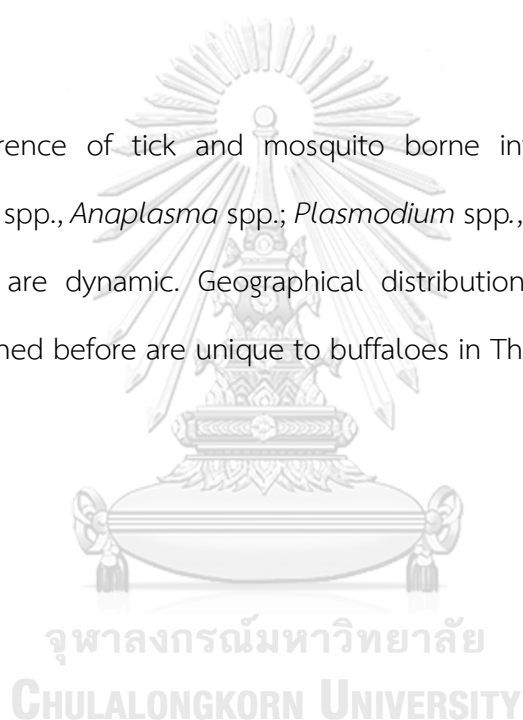 rence of tick and mosquito borne in
spp., Anaplasma spp.; Plasmodium spp.,
are dynamic. Geographical distribution
ned before are unique to buffaloes in Th
จุฬาลงกรณ์มหาวิทยาลัย
CHULALONGKORN UNIVERSITY